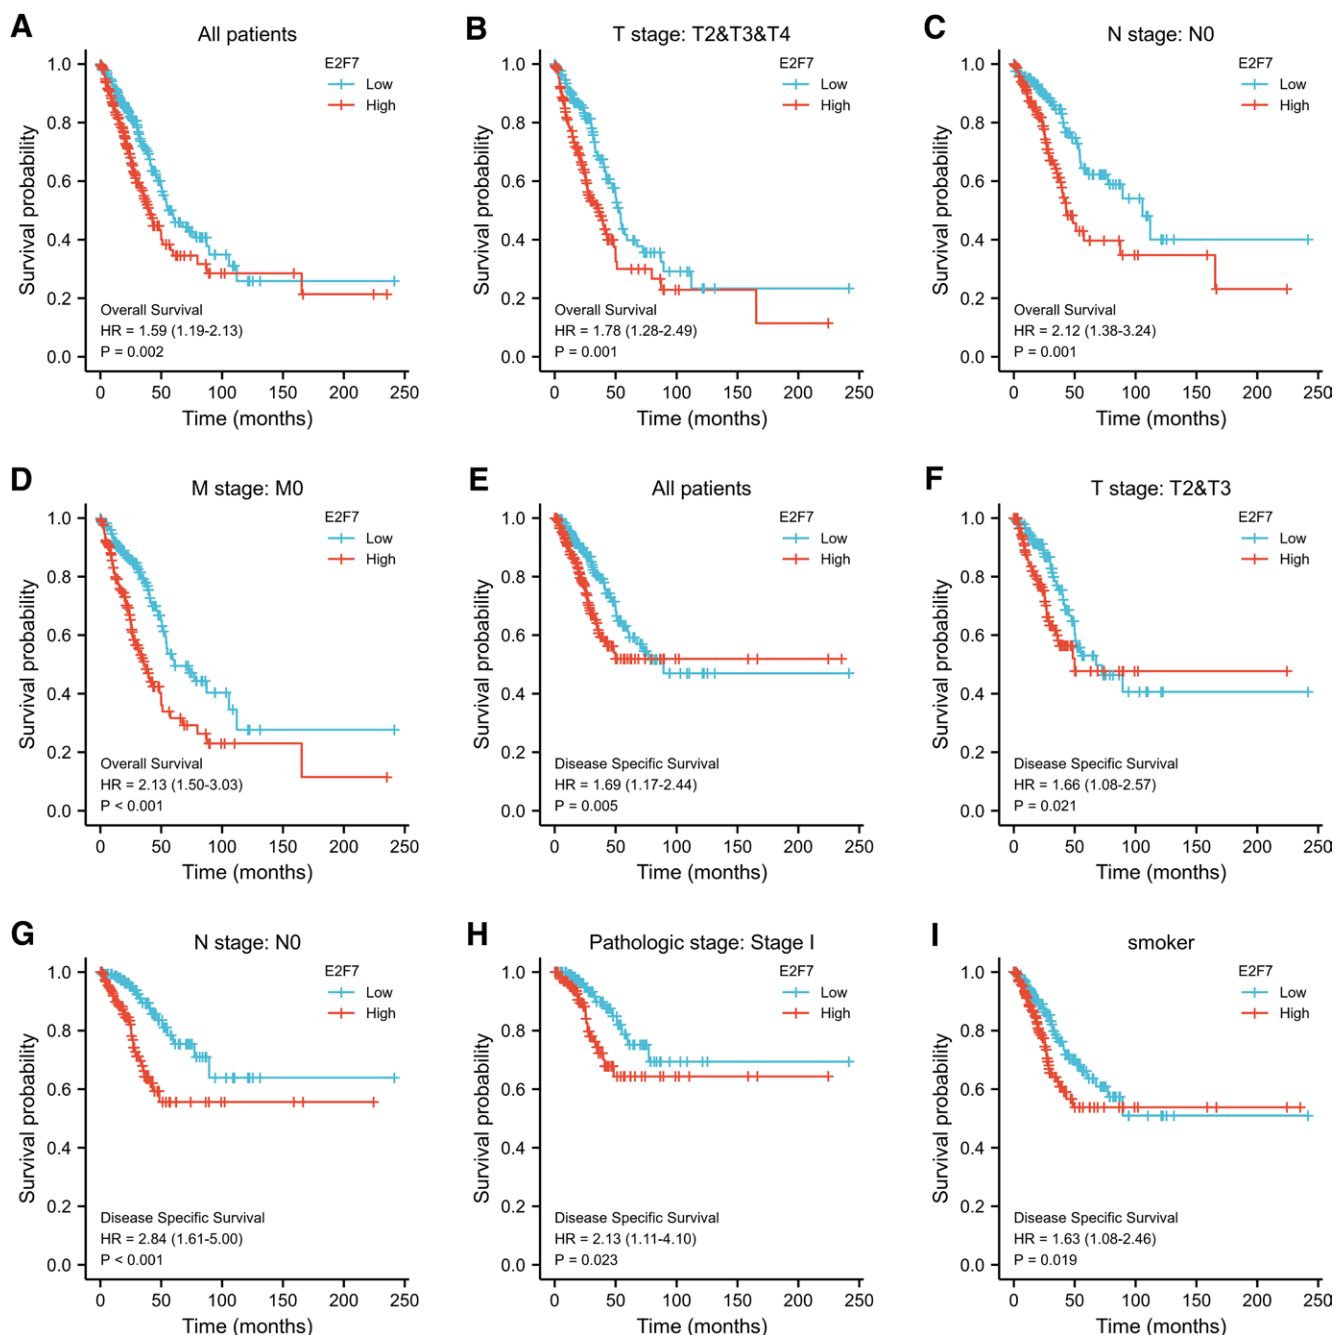 A
All patients
E2F7
Low
High
Survival probability
1.0
0.8
0.6
0.4
0.2
0.0
Overall Survival
HR = 1.59 (1.19-2.13)
P = 0.002
0 50 100 150 200 250
Time (months)
B
T stage: T2&T3&T4
E2F7
Low
High
Survival probability
1.0
0.8
0.6
0.4
0.2
0.0
Overall Survival
HR = 1.78 (1.28-2.49)
P = 0.001
0 50 100 150 200 250
Time (months)
C
N stage: N0
E2F7
Low
High
Survival probability
1.0
0.8
0.6
0.4
0.2
0.0
Overall Survival
HR = 2.12 (1.38-3.24)
P = 0.001
0 50 100 150 200 250
Time (months)
D
M stage: M0
E2F7
Low
High
Survival probability
1.0
0.8
0.6
0.4
0.2
0.0
Overall Survival
HR = 2.13 (1.50-3.03)
P < 0.001
0 50 100 150 200 250
Time (months)
E
All patients
E2F7
Low
High
Survival probability
1.0
0.8
0.6
0.4
0.2
0.0
Disease Specific Survival
HR = 1.69 (1.17-2.44)
P = 0.005
0 50 100 150 200 250
Time (months)
F
T stage: T2&T3
E2F7
Low
High
Survival probability
1.0
0.8
0.6
0.4
0.2
0.0
Disease Specific Survival
HR = 1.66 (1.08-2.57)
P = 0.021
0 50 100 150 200 250
Time (months)
G
N stage: N0
E2F7
Low
High
Survival probability
1.0
0.8
0.6
0.4
0.2
0.0
Disease Specific Survival
HR = 2.84 (1.61-5.00)
P < 0.001
0 50 100 150 200 250
Time (months)
H
Pathologic stage: Stage I
E2F7
Low
High
Survival probability
1.0
0.8
0.6
0.4
0.2
0.0
Disease Specific Survival
HR = 2.13 (1.11-4.10)
P = 0.023
0 50 100 150 200 250
Time (months)
I
smoker
E2F7
Low
High
Survival probability
1.0
0.8
0.6
0.4
0.2
0.0
Disease Specific Survival
HR = 1.63 (1.08-2.46)
P = 0.019
0 50 100 150 200 250
Time (months)